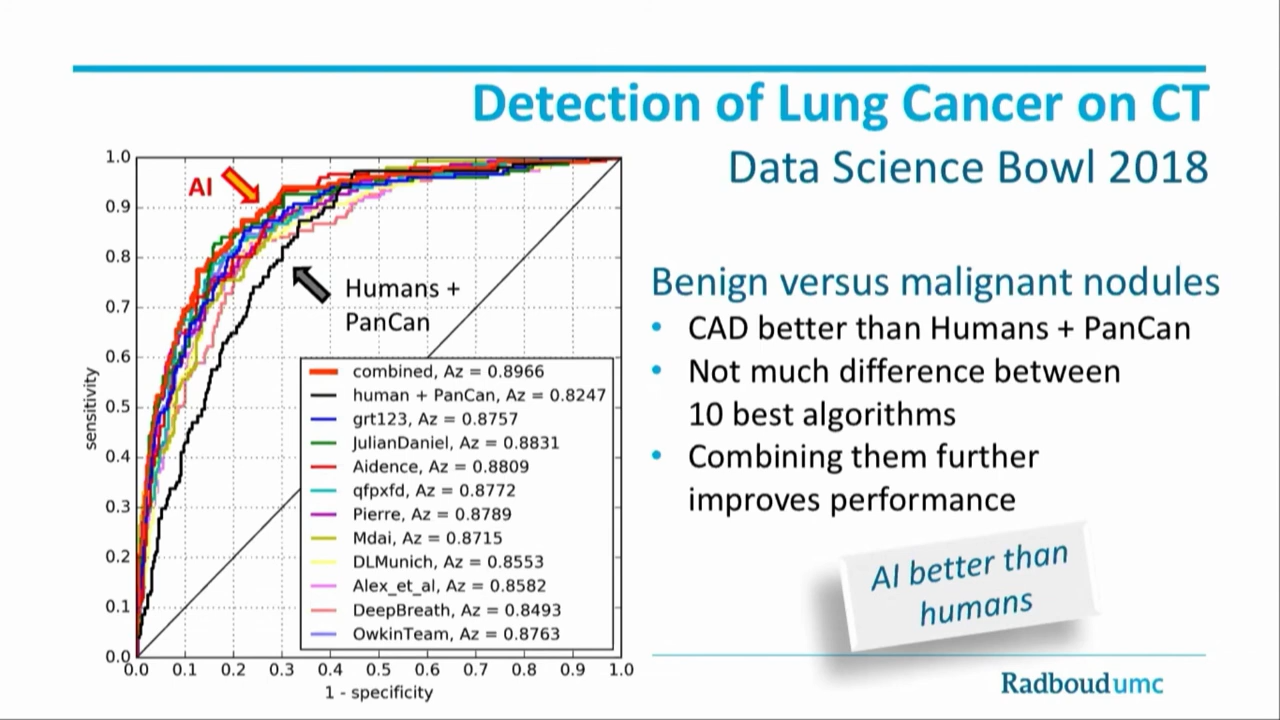 Detection of Lung Cancer on CT
Data Science Bowl 2018
1.0
0.9
0.8
0.7
0.6
0.5
0.4
0.3
0.2
0.1
0.0
sensitivity
AI
Humans +
PanCan
combined, Az = 0.8966
human + PanCan, Az = 0.8247
grt123, Az = 0.8757
JulianDaniel, Az = 0.8831
Aidence, Az = 0.8809
qfpxfd, Az = 0.8772
Pierre, Az = 0.8789
Mdai, Az = 0.8715
DLMunich, Az = 0.8553
Alex_et_al, Az = 0.8582
DeepBreath, Az = 0.8493
OwkinTeam, Az = 0.8763
0.0 0.1 0.2 0.3 0.4 0.5 0.6 0.7 0.8 0.9 1.0
1 - specificity
Benign versus malignant nodules
• CAD better than Humans + PanCan
• Not much difference between
10 best algorithms
• Combining them further
improves performance
AI better than
humans
Radboudumc